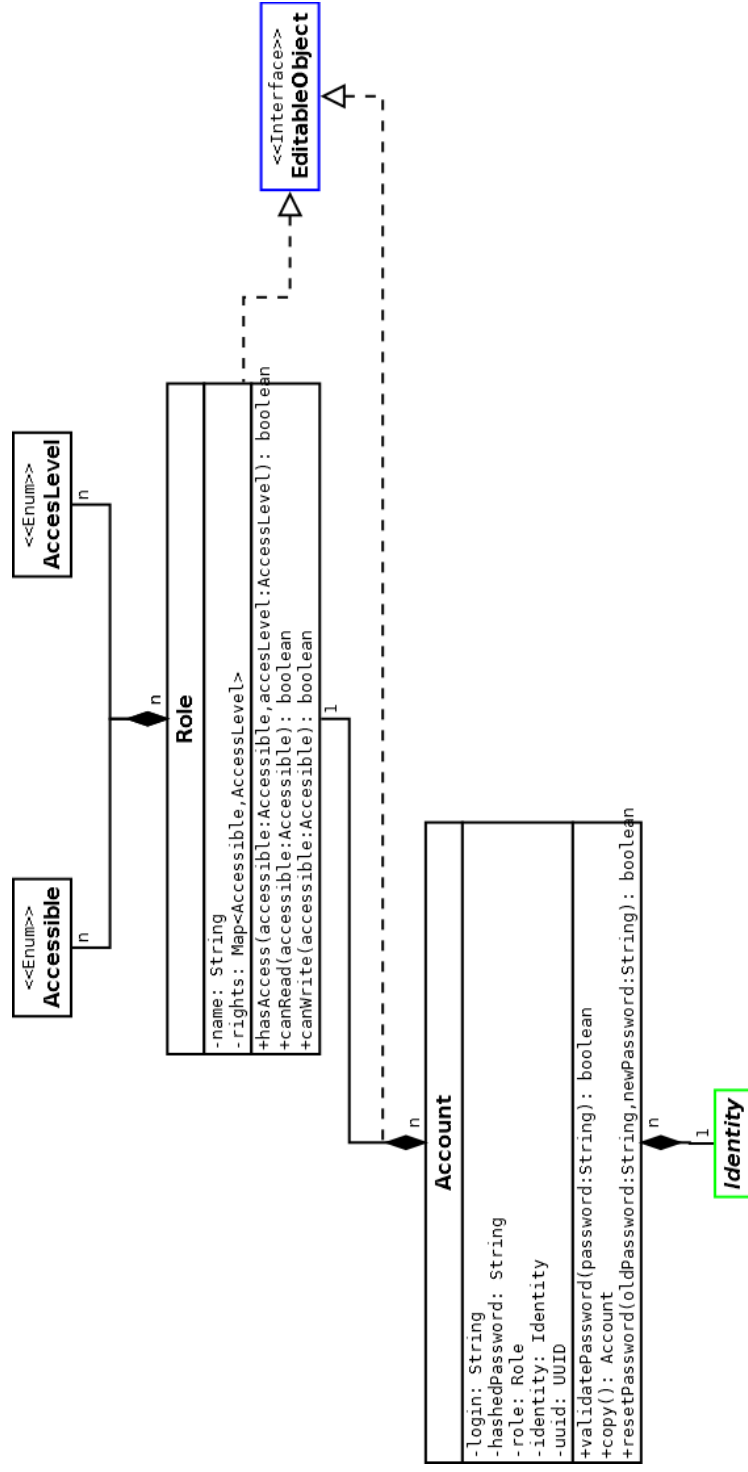 <<Enum>>
Accessible
n
<<Enum>>
AccesLevel
n
n
Role
-name: String
-rights: Map<Accessible,AccessLevel>
+hasAccess(accessible:Accessible,accesLevel:AccessLevel): boolean
+canRead(accessible:Accessible): boolean
+canWrite(accessible:Accesible): boolean
1
<<Interface>>
EditableObject
n
Account
-login: String
-hashedPassword: String
-role: Role
-identity: Identity
-uuid: UUID
+validatePassword(password:String): boolean
+copy(): Account
+resetPassword(oldPassword:String,newPassword:String): boolean
n
1
Identity